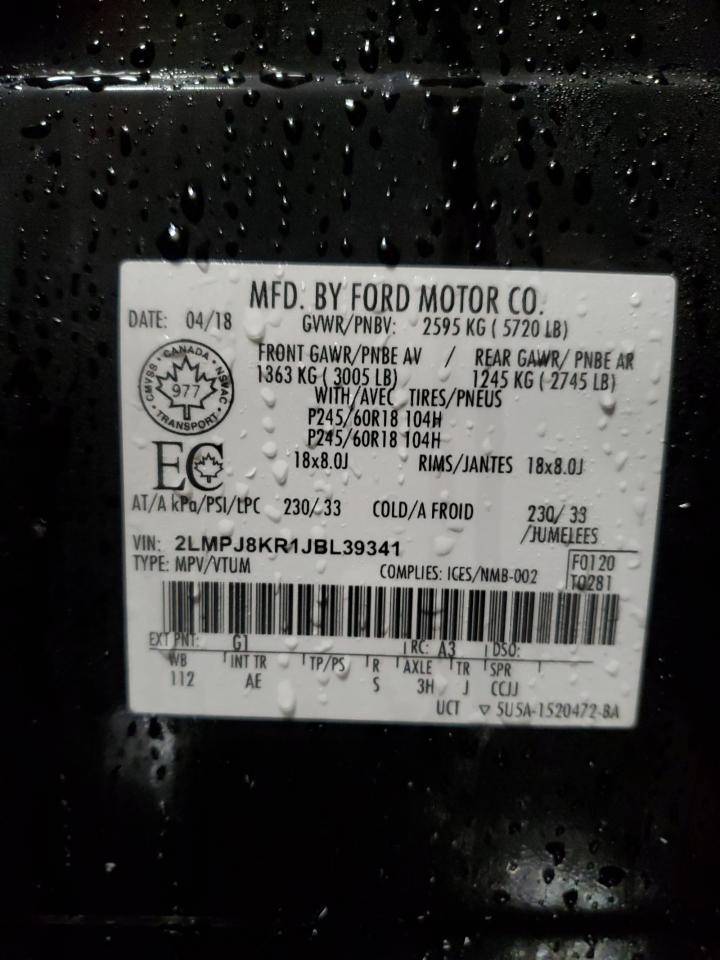 MFD. BY FORD MOTOR CO.
DATE: 04/18 GVWR/PNBV: 2595 KG ( 5720 LB)
FRONT GAWR/PNBE AV / REAR GAWR/ PNBE AR
1363 KG ( 3005 LB) 1245 KG ( 2745 LB)
WITH/AVEC TIRES/PNEUS
P245/60R18 104H
P245/60R18 104H
18x8.0J RIMS/JANTES 18x8.0J
CANADA
CMVSS NSVAC
977
TRANSPORT
EC
AT/A kPa/PSI/LPC 230/ 33 COLD/A FROID 230/ 33
/JUMELEES
VIN: 2LMPJ8KR1JBL39341
TYPE: MPV/VTUM COMPLIES: ICES/NMB-002
F0120
T0281
EXT PNT: G1 RC: A3 DSO:
WB INT TR TP/PS R AXLE TR SPR
112 AE S 3H J CCJJ
UCT ▽ 5U5A-1520472-BA